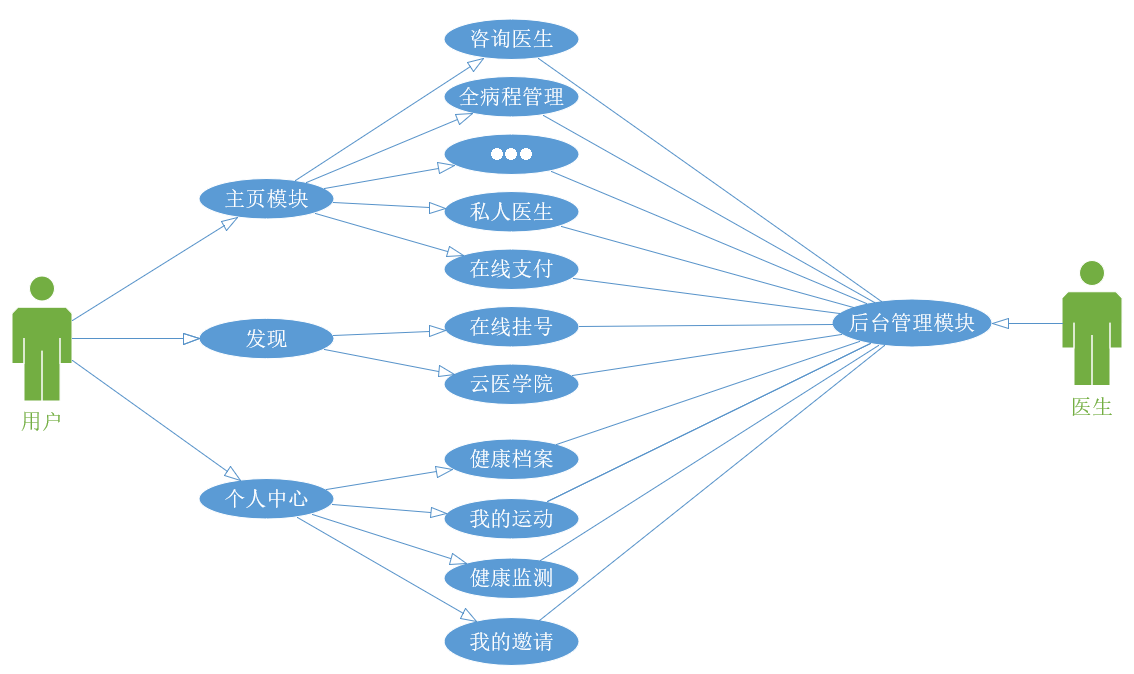 咨询医生
全病程管理
●●●
主页模块
私人医生
在线支付
用户
发现
在线挂号
云医学院
后台管理模块
医生
个人中心
健康档案
我的运动
健康监测
我的邀请